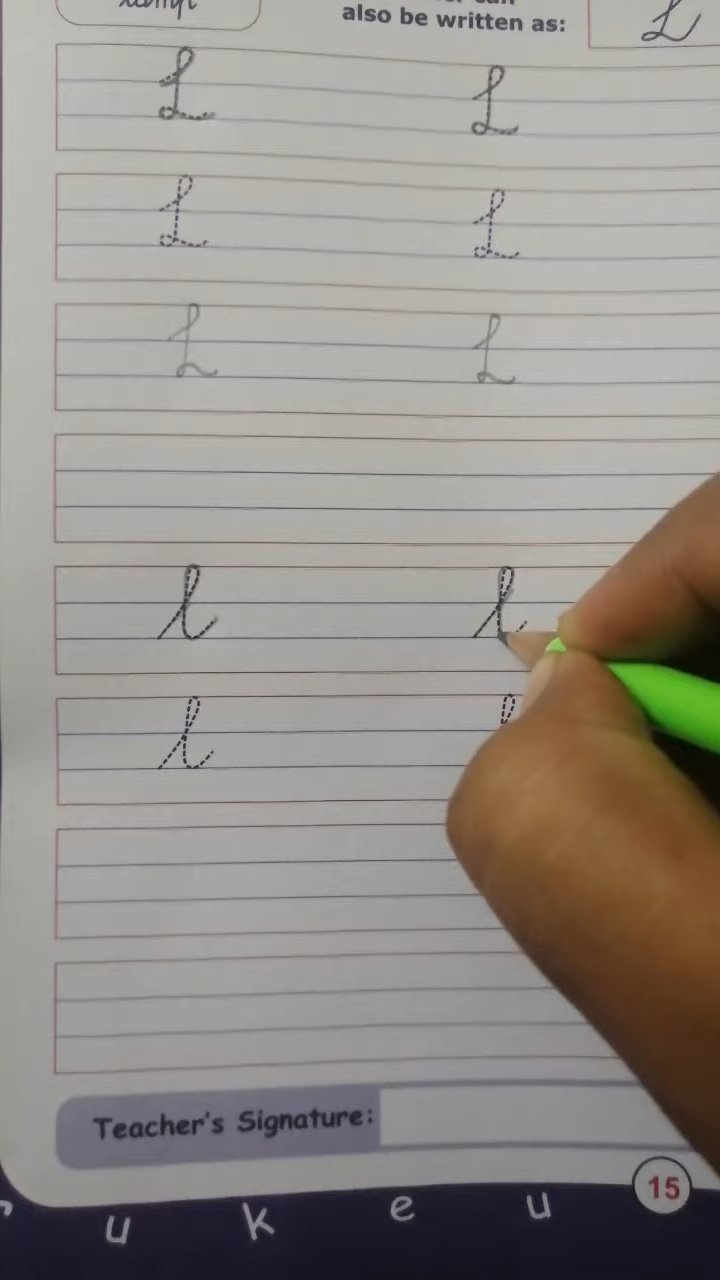 also be written as:
L
L L
L L
L L
l l
l
Teacher's Signature:
15
u k e u